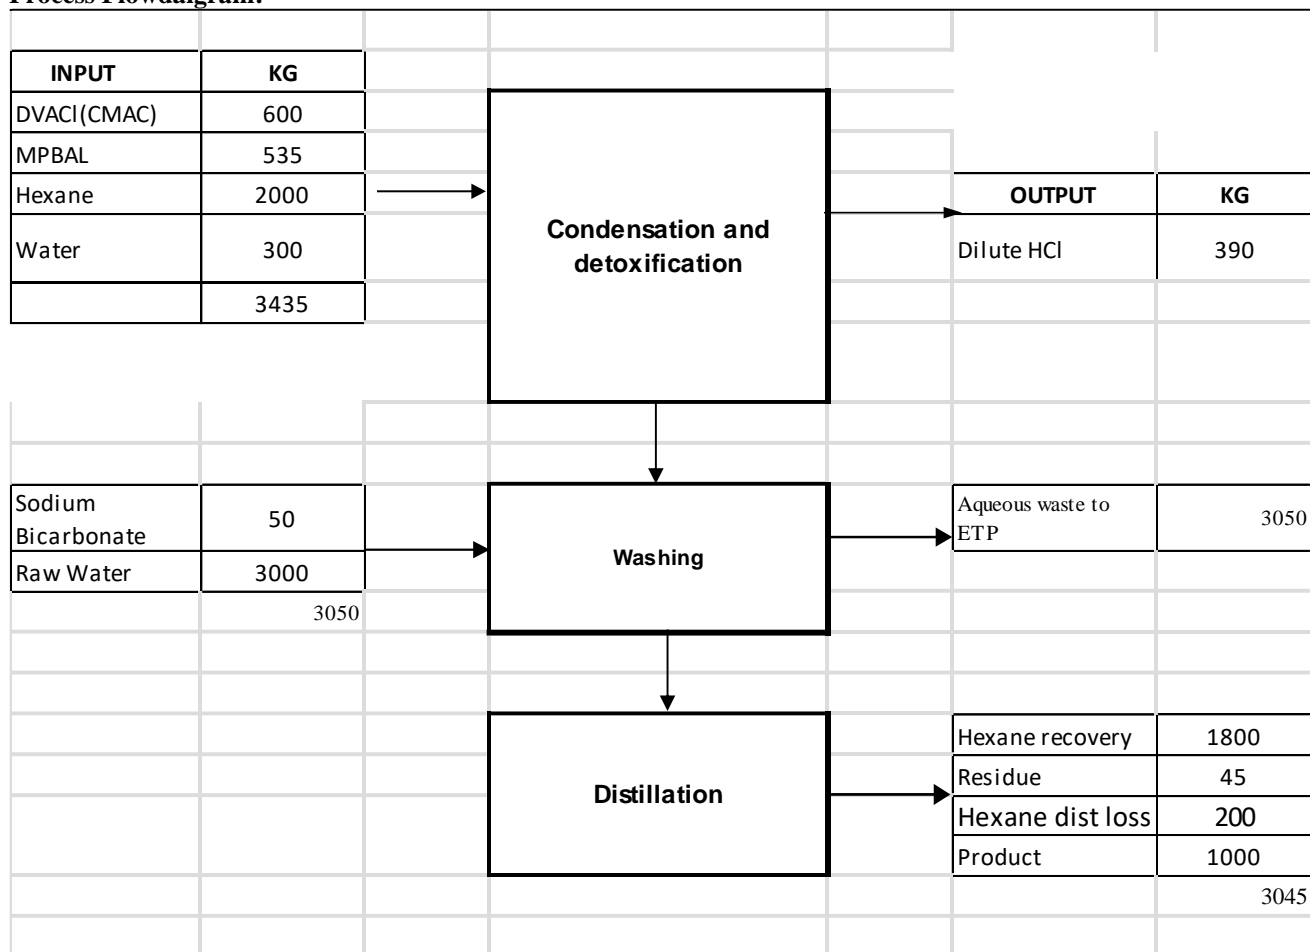 Process Flowdaigram:
INPUT KG
DVACl(CMAC) 600
MPBAL 535
Hexane 2000
Water 300
3435
Condensation and
detoxification
OUTPUT KG
Dilute HCl 390
Sodium
Bicarbonate 50
Raw Water 3000
3050
Washing
Aqueous waste to
ETP 3050
Distillation
Hexane recovery 1800
Residue 45
Hexane dist loss 200
Product 1000
3045